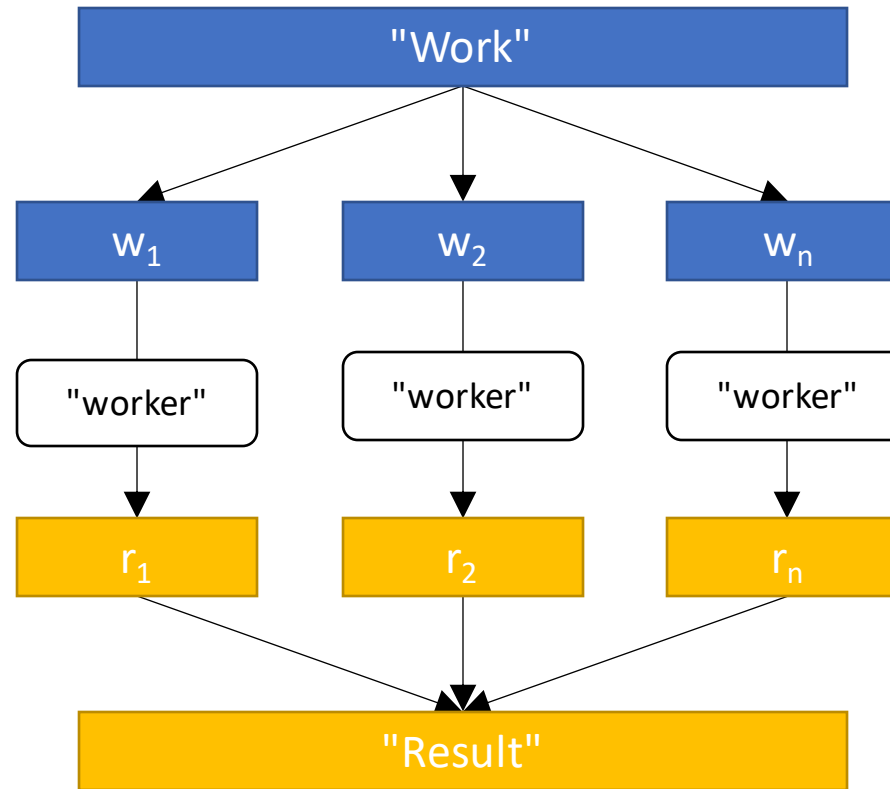 "Work"
w₁ w₂ wₙ
"worker" "worker" "worker"
r₁ r₂ rₙ
"Result"